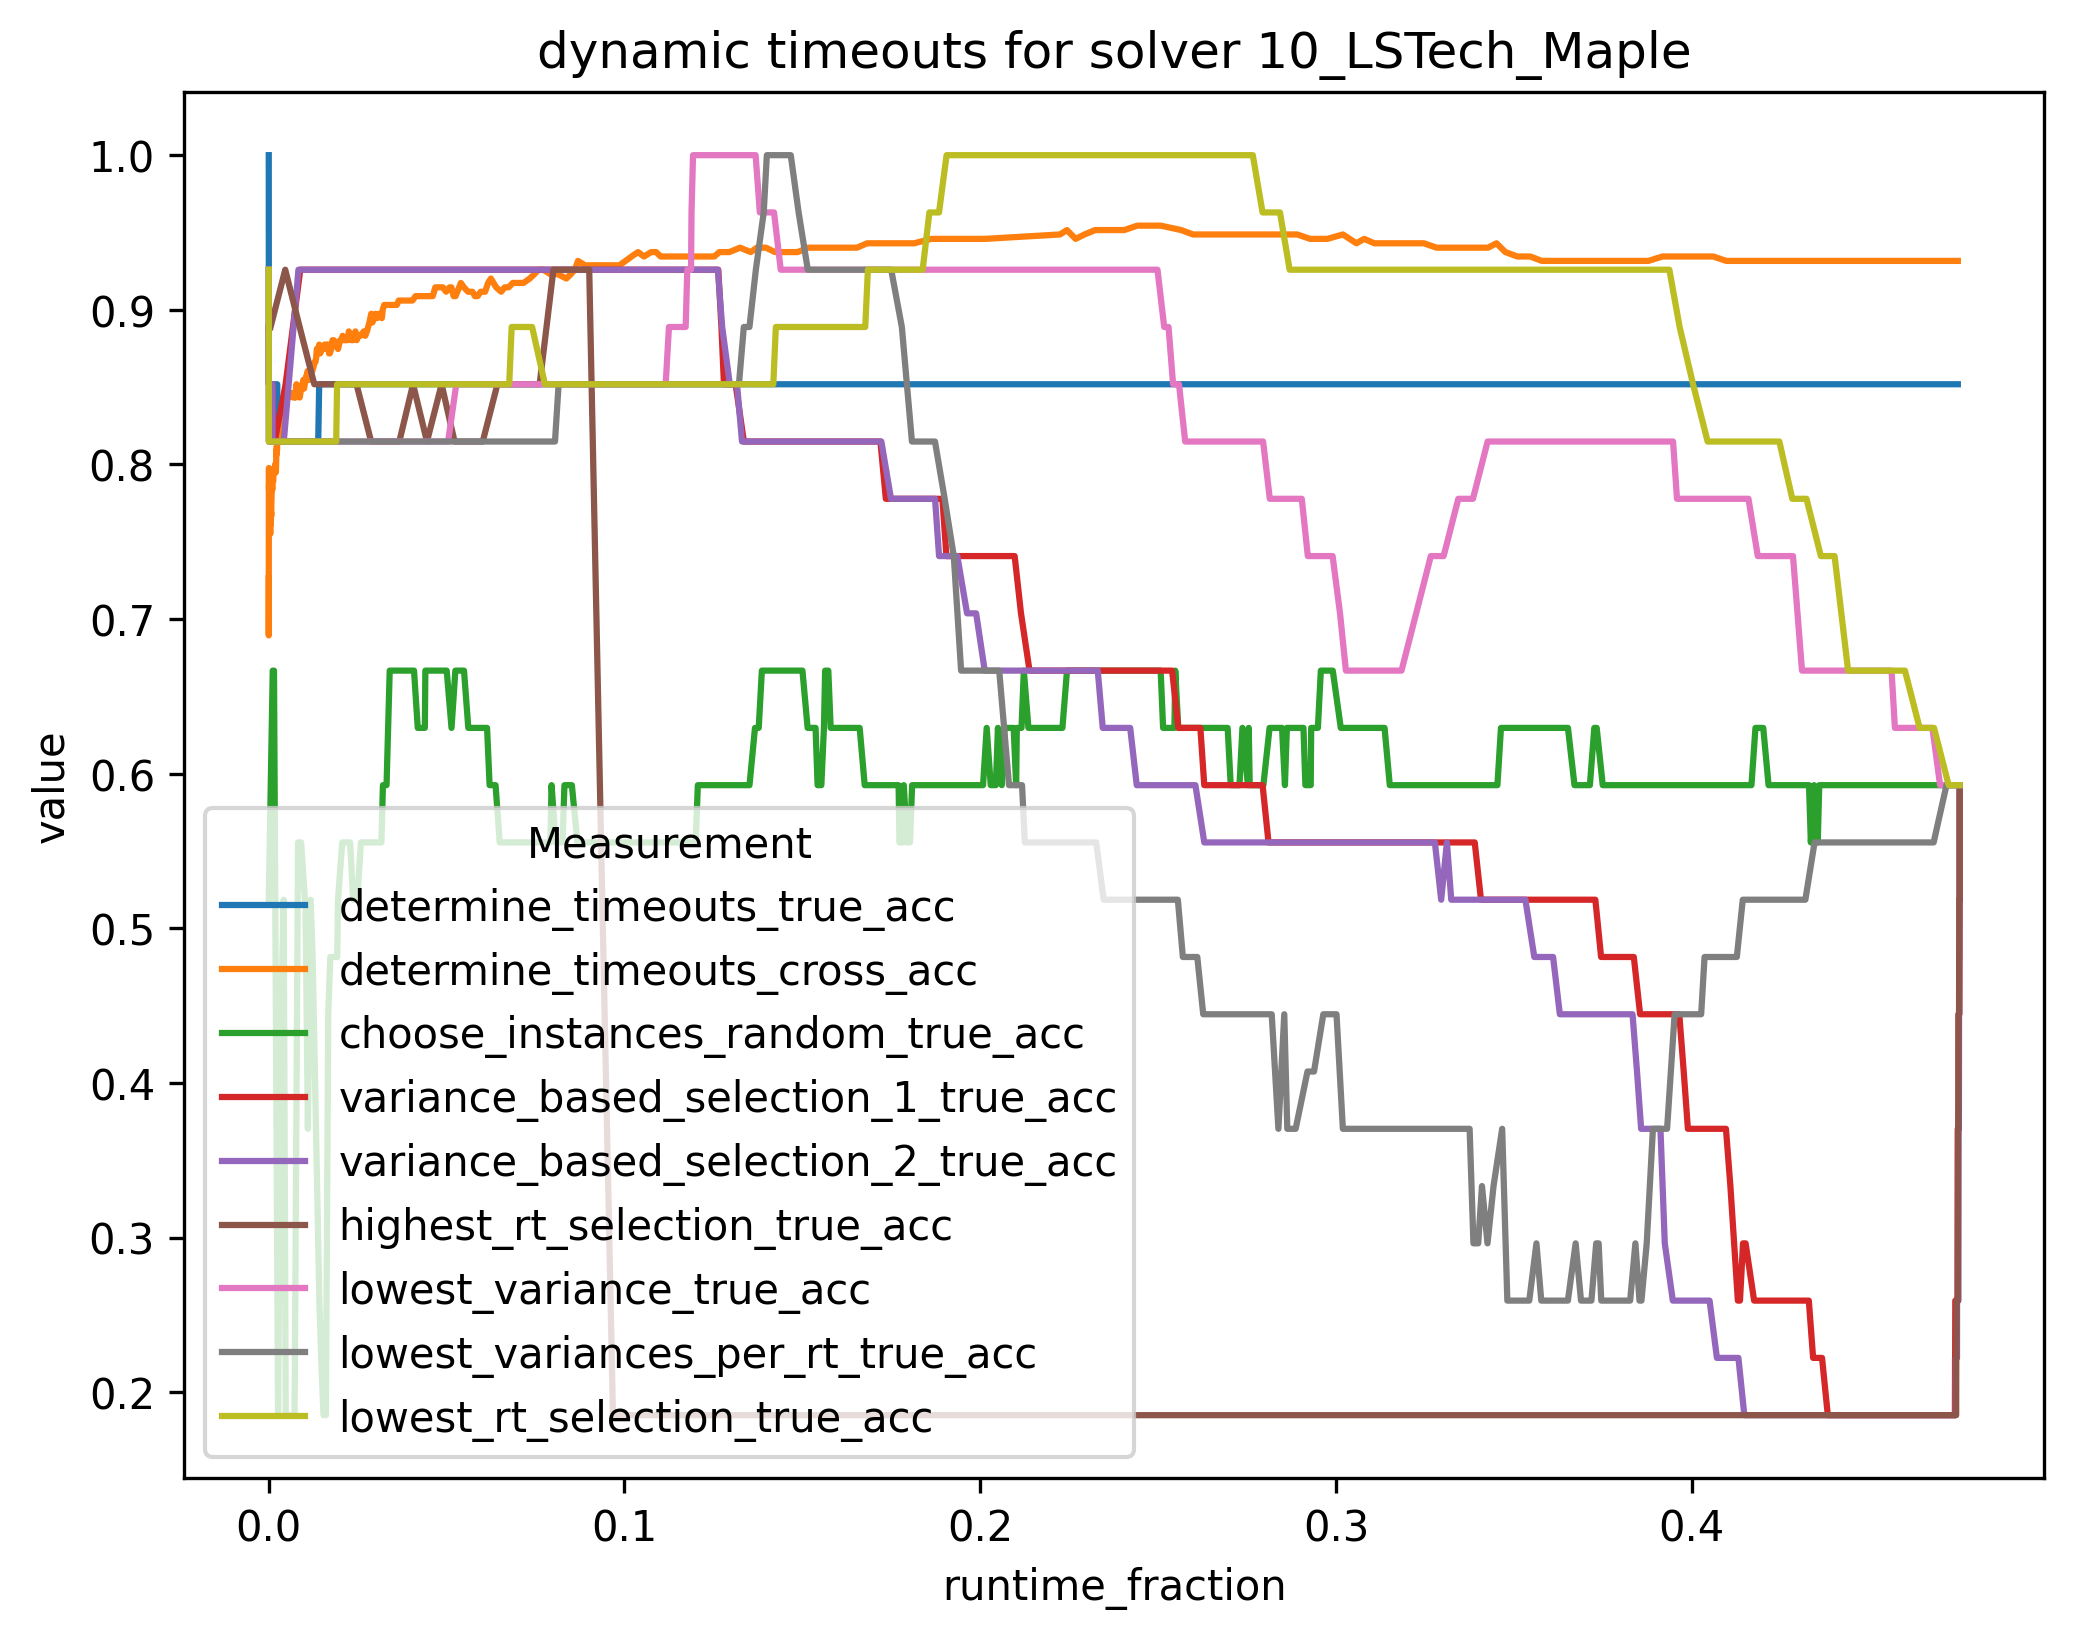 dynamic timeouts for solver 10_LSTech_Maple
value
1.0
0.9
0.8
0.7
0.6
0.5
0.4
0.3
0.2
Measurement
determine_timeouts_true_acc
determine_timeouts_cross_acc
choose_instances_random_true_acc
variance_based_selection_1_true_acc
variance_based_selection_2_true_acc
highest_rt_selection_true_acc
lowest_variance_true_acc
lowest_variances_per_rt_true_acc
lowest_rt_selection_true_acc
0.0 0.1 0.2 0.3 0.4
runtime_fraction